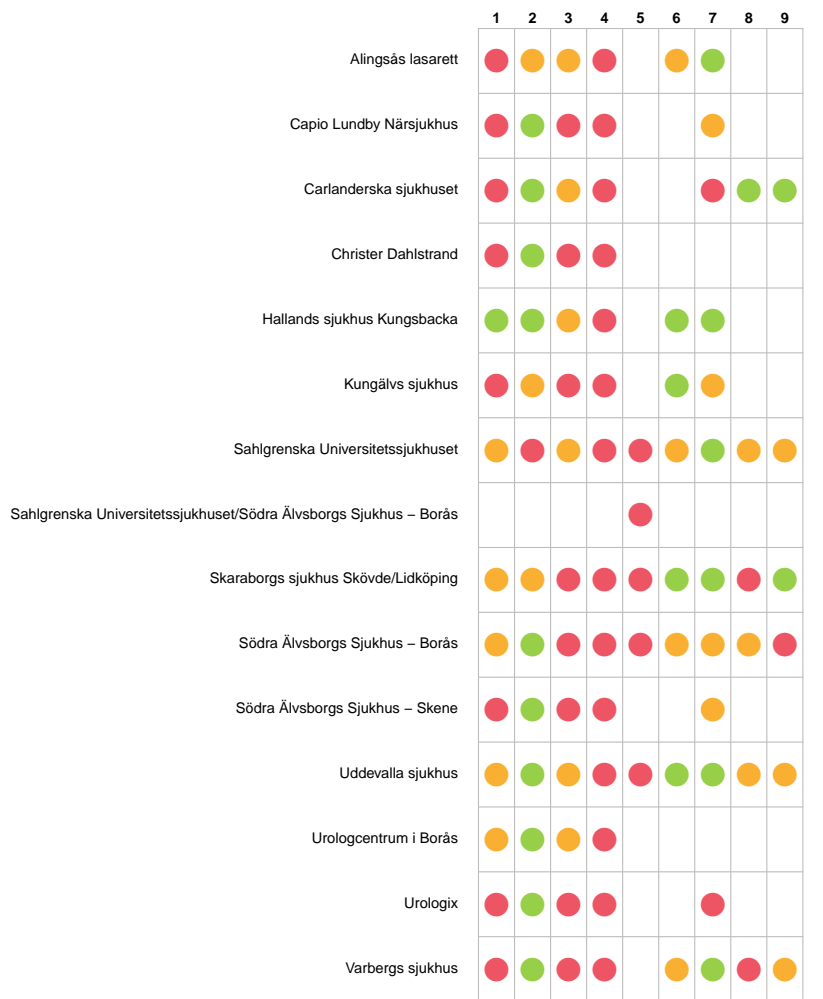 1 2 3 4 5 6 7 8 9
Alingsås lasarett
Capio Lundby Närsjukhus
Carlanderska sjukhuset
Christer Dahlstrand
Hallands sjukhus Kungsbacka
Kungälvs sjukhus
Sahlgrenska Universitetssjukhuset
Sahlgrenska Universitetssjukhuset/Södra Älvsborgs Sjukhus – Borås
Skaraborgs sjukhus Skövde/Lidköping
Södra Älvsborgs Sjukhus – Borås
Södra Älvsborgs Sjukhus – Skene
Uddevalla sjukhus
Urologcentrum i Borås
Urologix
Varbergs sjukhus